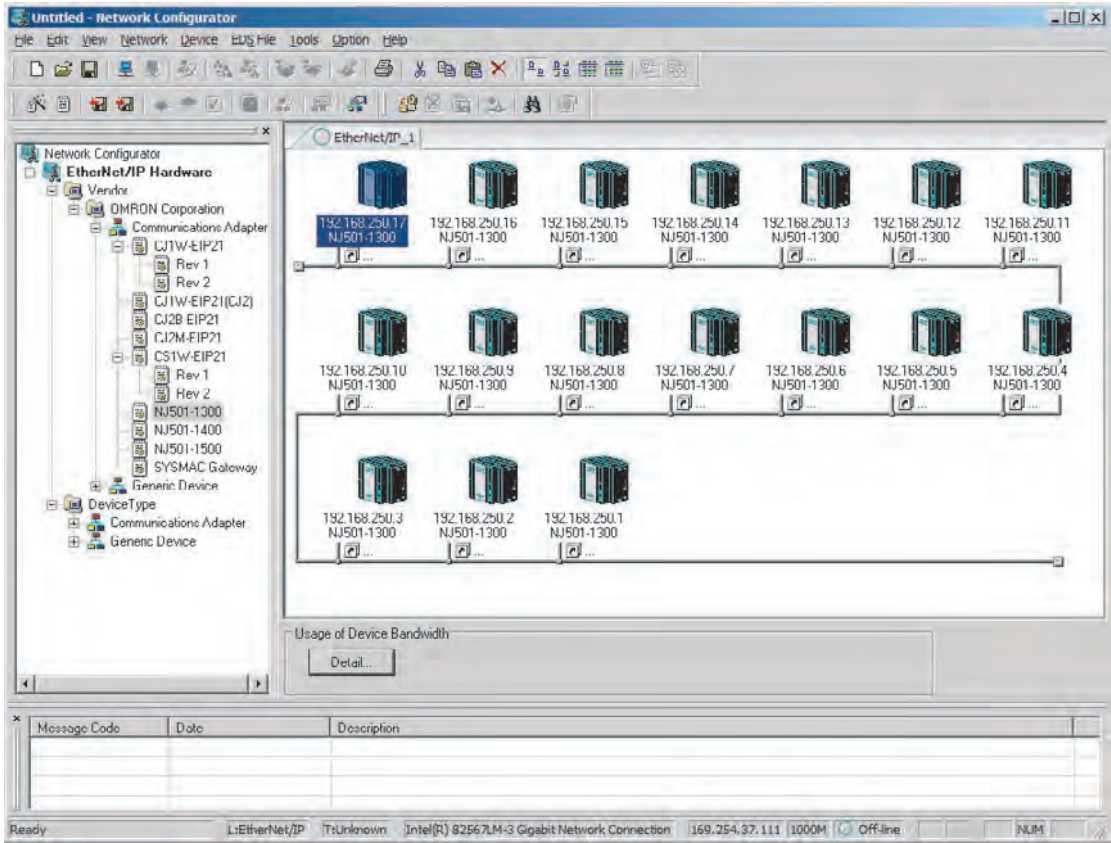 Untitled - Network Configurator
File Edit View Network Device EDS File Tools Option Help
EtherNet/IP_1
Network Configurator
EtherNet/IP Hardware
Vendor
OMRON Corporation
Communications Adapter
CJ1W-EIP21
Rev 1
Rev 2
CJ1W-EIP21(CJ2)
CJ2B-EIP21
CJ2M-EIP21
CS1W-EIP21
Rev 1
Rev 2
NJ501-1300
NJ501-1400
NJ501-1500
SYSMAC Gateway
Generic Device
DeviceType
Communications Adapter
Generic Device
192.168.250.17 192.168.250.16 192.168.250.15 192.168.250.14 192.168.250.13 192.168.250.12 192.168.250.11
NJ501-1300 NJ501-1300 NJ501-1300 NJ501-1300 NJ501-1300 NJ501-1300 NJ501-1300
... ... ... ... ... ... ...
192.168.250.10 192.168.250.9 192.168.250.8 192.168.250.7 192.168.250.6 192.168.250.5 192.168.250.4
NJ501-1300 NJ501-1300 NJ501-1300 NJ501-1300 NJ501-1300 NJ501-1300 NJ501-1300
... ... ... ... ... ... ...
192.168.250.3 192.168.250.2 192.168.250.1
NJ501-1300 NJ501-1300 NJ501-1300
... ... ...
Usage of Device Bandwidth
Detail...
Message Code Date Description
Ready L:EtherNet/IP T:Unknown Intel(R) 82567LM-3 Gigabit Network Connection 169.254.37.111 1000M Off-line NUM